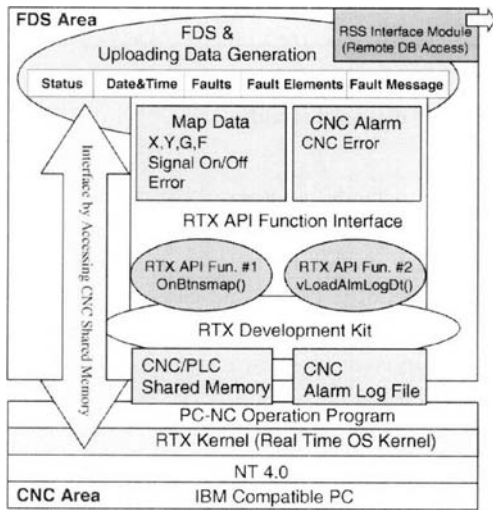 FDS Area
RSS Interface Module
(Remote DB Access)
FDS &
Uploading Data Generation
Status Date&Time Faults Fault Elements Fault Message
Map Data
X,Y,G,F
Signal On/Off
Error
CNC Alarm
CNC Error
Interface by Accessing CNC Shared Memory
RTX API Function Interface
RTX API Fun. #1
OnBtnsmap()
RTX API Fun. #2
vLoadAlmLogDt()
RTX Development Kit
CNC/PLC
Shared Memory
CNC
Alarm Log File
PC-NC Operation Program
RTX Kernel (Real Time OS Kernel)
NT 4.0
CNC Area
IBM Compatible PC